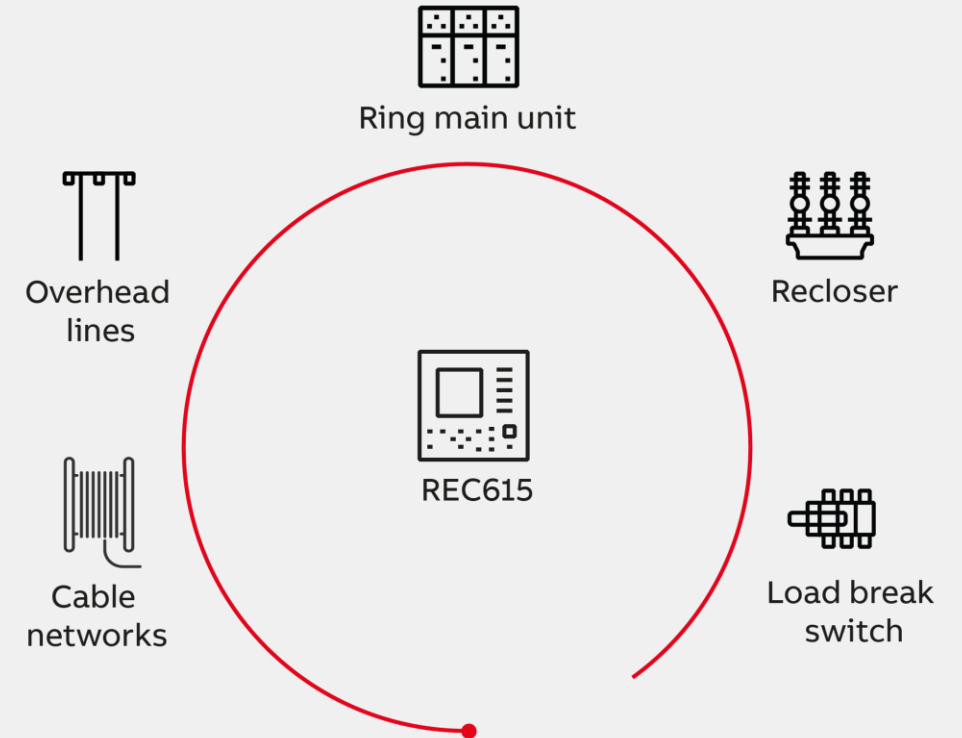 Ring main unit
Overhead
lines
Recloser
REC615
Cable
networks
Load break
switch